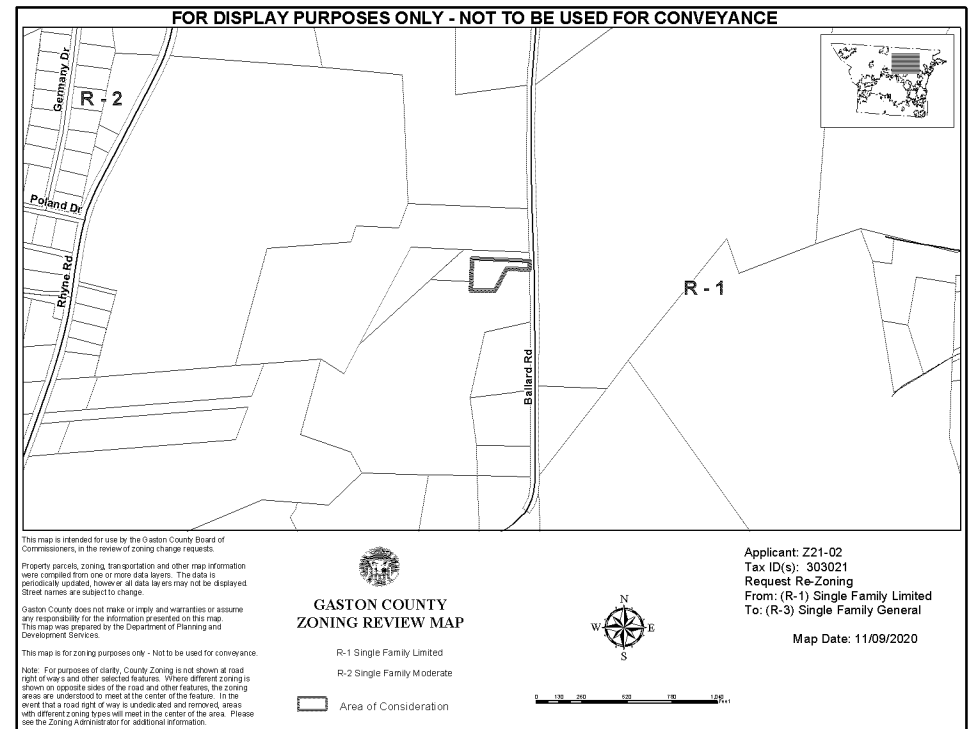 FOR DISPLAY PURPOSES ONLY - NOT TO BE USED FOR CONVEYANCE
Germany Dr
R - 2
Poland Dr
Rhyne Rd
R - 1
Ballard Rd
This map is intended for use by the Gaston County Board of
Commissioners, in the review of zoning change requests.
Property parcels, zoning, transportation and other map information
were compiled from one or more data layers. The data is
periodically updated, however all data layers may not be displayed.
Street names are subject to change.
Gaston County does not make or imply and warranties or assume
any responsibility for the information presented on this map.
This map was prepared by the Department of Planning and
Development Services.
This map is for zoning purposes only - Not to be used for conveyance.
Note: For purposes of clarity, County Zoning is not shown at road
right of ways and other selected features. Where different zoning is
shown on opposite sides of the road and other features, the zoning
areas are understood to meet at the center of the feature. In the
event that a road right of way is undedicated and removed, areas
with different zoning types will meet in the center of the area. Please
see the Zoning Administrator for additional information.
GASTON COUNTY
ZONING REVIEW MAP
R-1 Single Family Limited
R-2 Single Family Moderate
Area of Consideration
N
W E
S
0 130 260 520 780 1,040
Feet
Applicant: Z21-02
Tax ID(s): 303021
Request Re-Zoning
From: (R-1) Single Family Limited
To: (R-3) Single Family General
Map Date: 11/09/2020